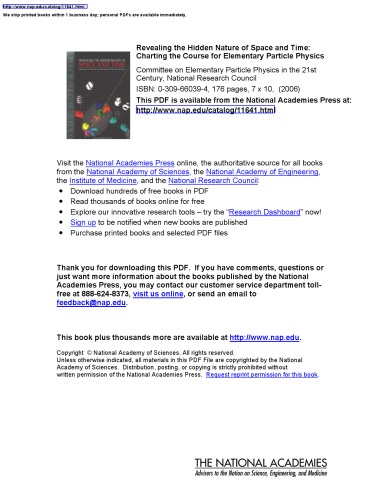 http://www.nap.edu/catalog/11641.html
We ship printed books within 1 business day; personal PDFs are available immediately.
Revealing the Hidden Nature of Space and Time:
Charting the Course for Elementary Particle Physics
Committee on Elementary Particle Physics in the 21st
Century, National Research Council
ISBN: 0-309-66039-4, 176 pages, 7 x 10, (2006)
This PDF is available from the National Academies Press at:
http://www.nap.edu/catalog/11641.html
REVEALING THE HIDDEN NATURE OF
SPACE AND TIME
Visit the National Academies Press online, the authoritative source for all books
from the National Academy of Sciences, the National Academy of Engineering,
the Institute of Medicine, and the National Research Council:
• Download hundreds of free books in PDF
• Read thousands of books online for free
• Explore our innovative research tools – try the “Research Dashboard” now!
• Sign up to be notified when new books are published
• Purchase printed books and selected PDF files
Thank you for downloading this PDF. If you have comments, questions or
just want more information about the books published by the National
Academies Press, you may contact our customer service department toll-
free at 888-624-8373, visit us online, or send an email to
feedback@nap.edu.
This book plus thousands more are available at http://www.nap.edu.
Copyright © National Academy of Sciences. All rights reserved.
Unless otherwise indicated, all materials in this PDF File are copyrighted by the National
Academy of Sciences. Distribution, posting, or copying is strictly prohibited without
written permission of the National Academies Press. Request reprint permission for this book.
THE NATIONAL ACADEMIES
Advisers to the Nation on Science, Engineering, and Medicine